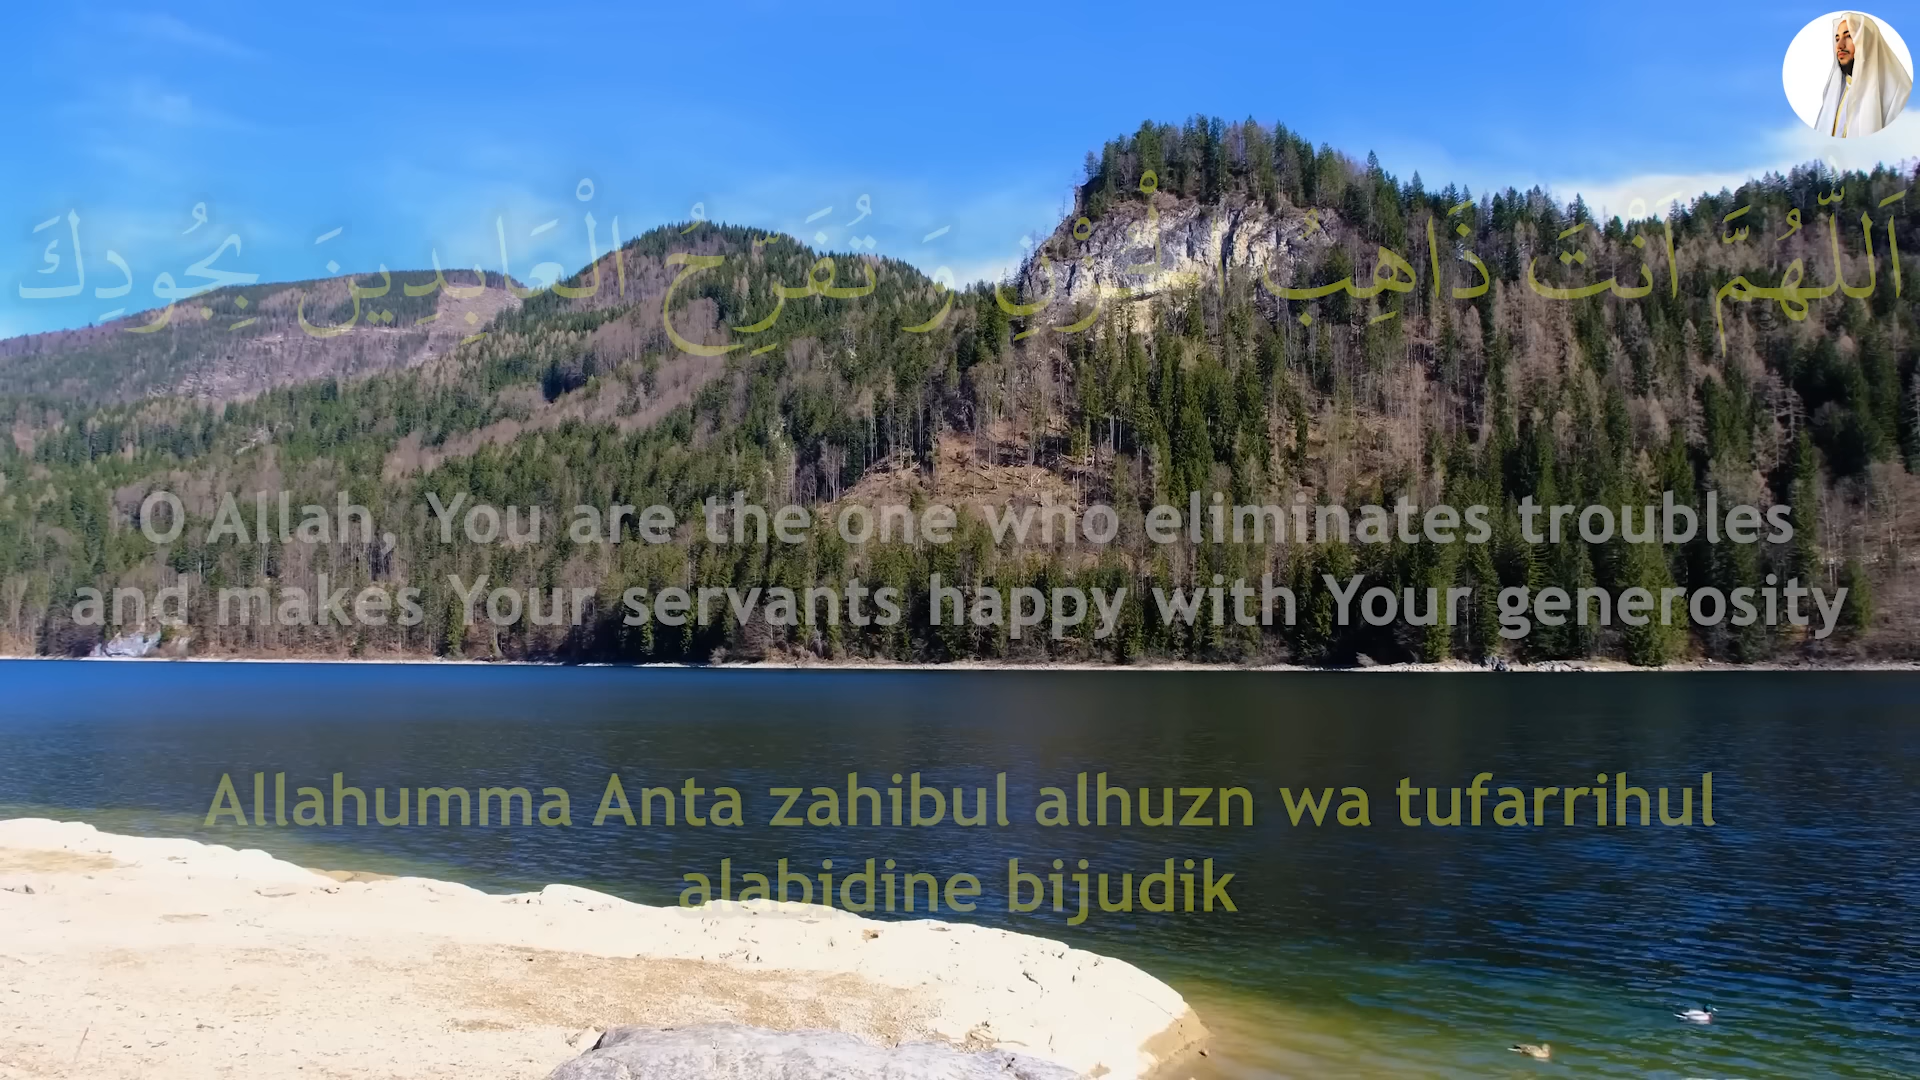 اَللّٰهُمَّ اَنْتَ ذَاهِبُ الْحُزْنِ وَ تُفَرِّحُ الْعَابِدِينَ بِجُودِكَ
O Allah, You are the one who eliminates troubles
and makes Your servants happy with Your generosity
Allahumma Anta zahibul alhuzn wa tufarrihul
alabidine bijudik